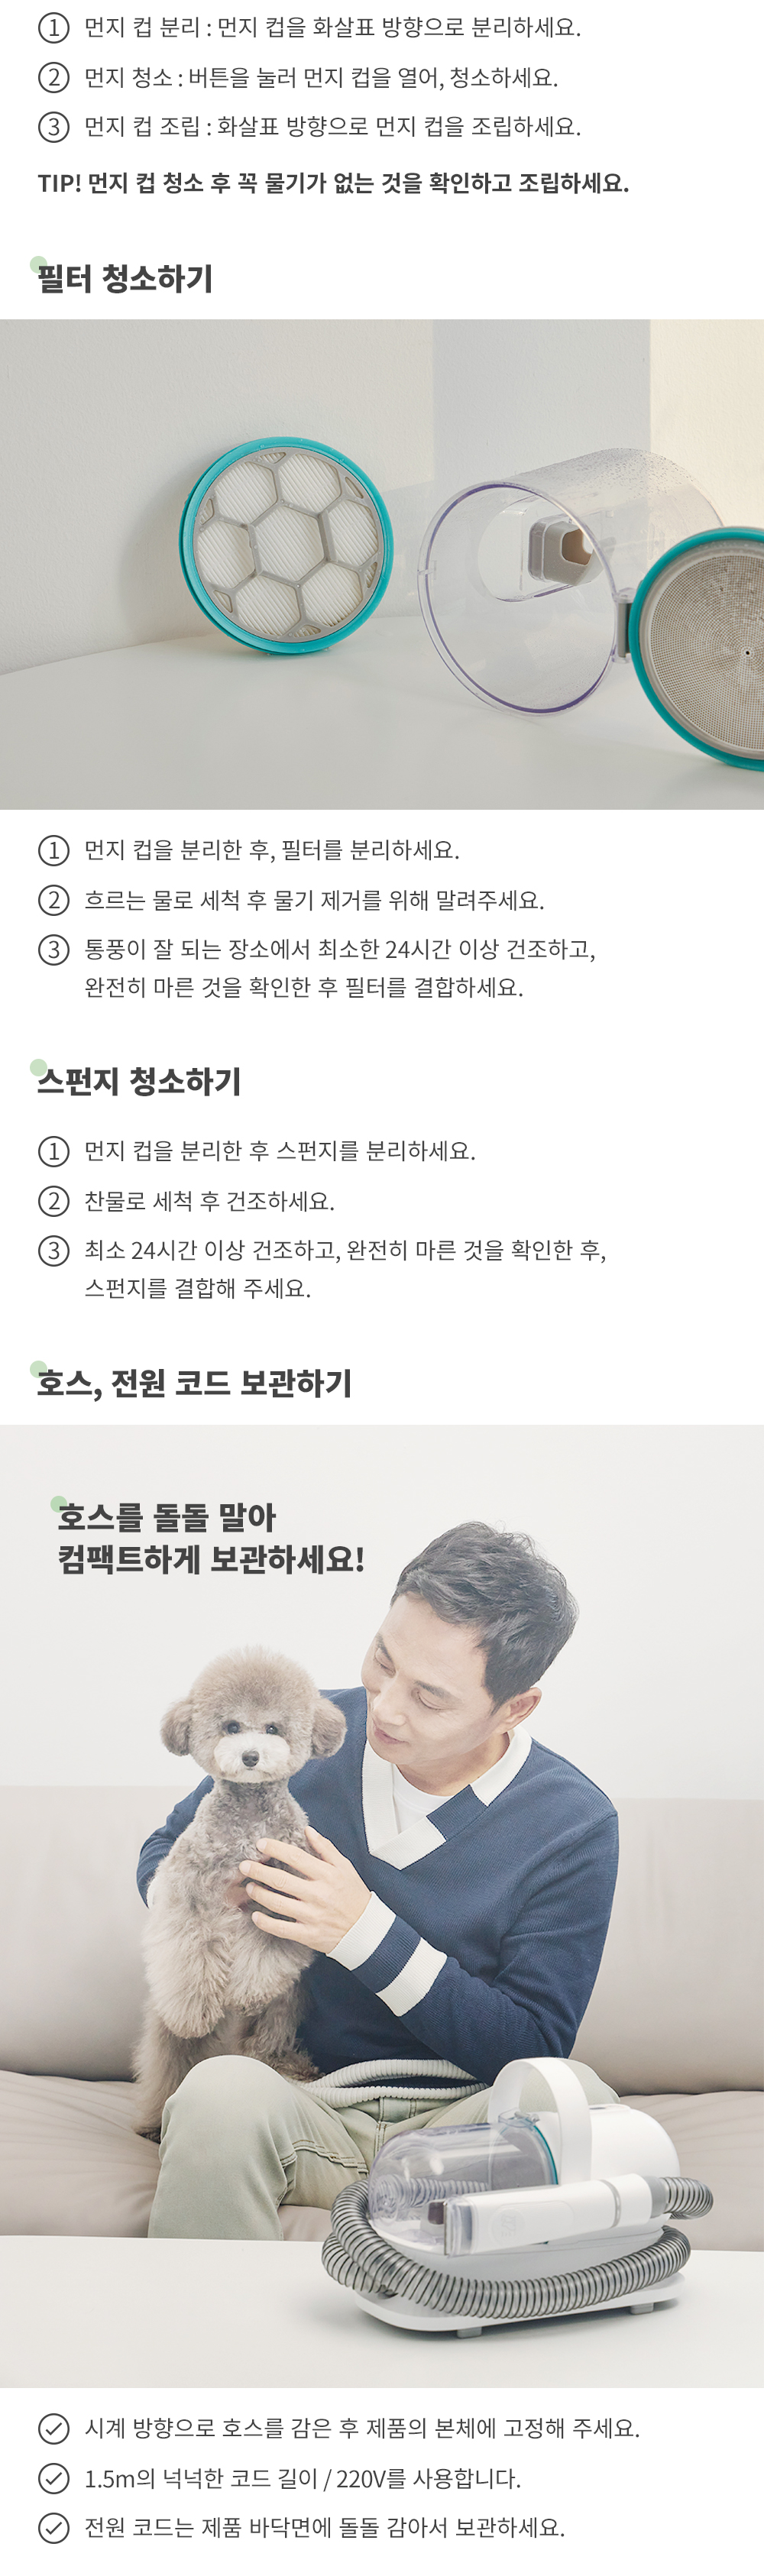 ① 먼지 컵 분리 : 먼지 컵을 화살표 방향으로 분리하세요.
② 먼지 청소 : 버튼을 눌러 먼지 컵을 열어, 청소하세요.
③ 먼지 컵 조립 : 화살표 방향으로 먼지 컵을 조립하세요.
TIP! 먼지 컵 청소 후 꼭 물기가 없는 것을 확인하고 조립하세요.
필터 청소하기
① 먼지 컵을 분리한 후, 필터를 분리하세요.
② 흐르는 물로 세척 후 물기 제거를 위해 말려주세요.
③ 통풍이 잘 되는 장소에서 최소한 24시간 이상 건조하고,
완전히 마른 것을 확인한 후 필터를 결합하세요.
스펀지 청소하기
① 먼지 컵을 분리한 후 스펀지를 분리하세요.
② 찬물로 세척 후 건조하세요.
③ 최소 24시간 이상 건조하고, 완전히 마른 것을 확인한 후,
스펀지를 결합해 주세요.
호스, 전원 코드 보관하기
호스를 돌돌 말아
컴팩트하게 보관하세요!
시계 방향으로 호스를 감은 후 제품의 본체에 고정해 주세요.
1.5m의 넉넉한 코드 길이 / 220V를 사용합니다.
전원 코드는 제품 바닥면에 돌돌 감아서 보관하세요.